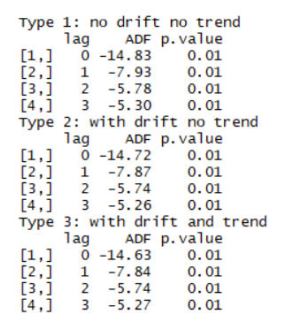 Type 1: no drift no trend
lag ADF p.value
[1,] 0 -14.83 0.01
[2,] 1 -7.93 0.01
[3,] 2 -5.78 0.01
[4,] 3 -5.30 0.01
Type 2: with drift no trend
lag ADF p.value
[1,] 0 -14.72 0.01
[2,] 1 -7.87 0.01
[3,] 2 -5.74 0.01
[4,] 3 -5.26 0.01
Type 3: with drift and trend
lag ADF p.value
[1,] 0 -14.63 0.01
[2,] 1 -7.84 0.01
[3,] 2 -5.74 0.01
[4,] 3 -5.27 0.01